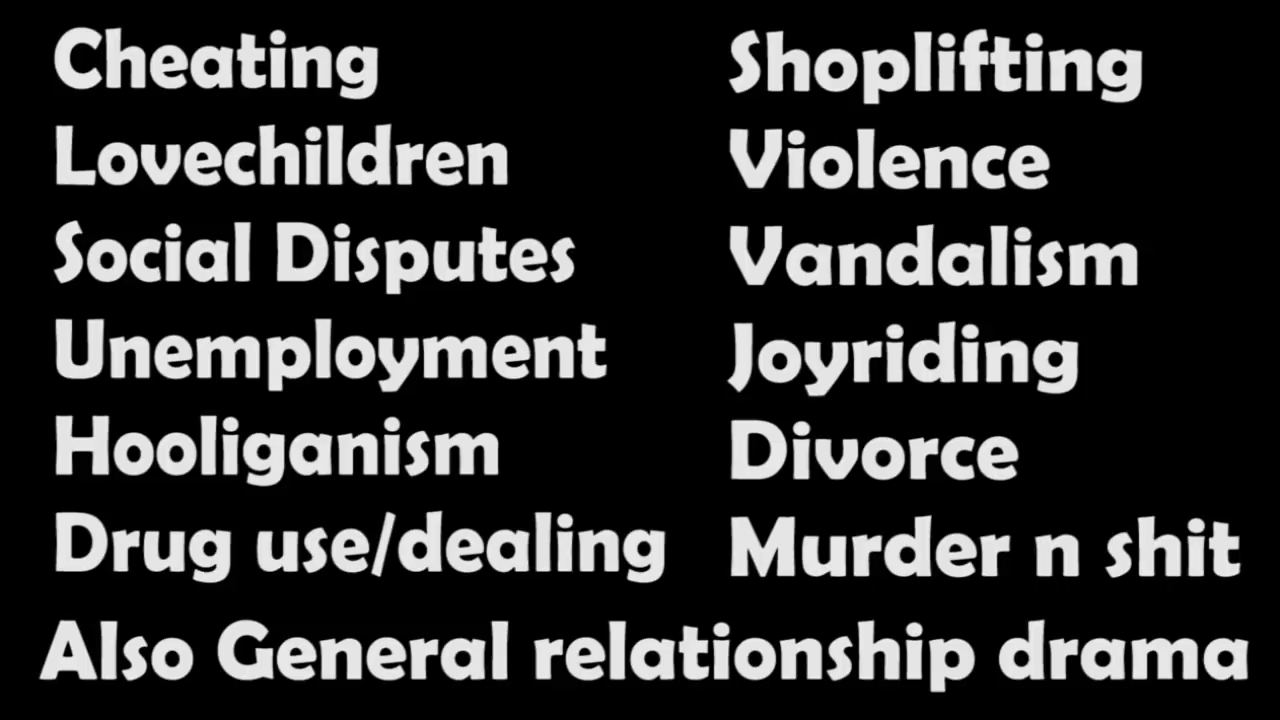 Cheating
Lovechildren
Social Disputes
Unemployment
Hooliganism
Drug use/dealing
Shoplifting
Violence
Vandalism
Joyriding
Divorce
Murder n shit
Also General relationship drama